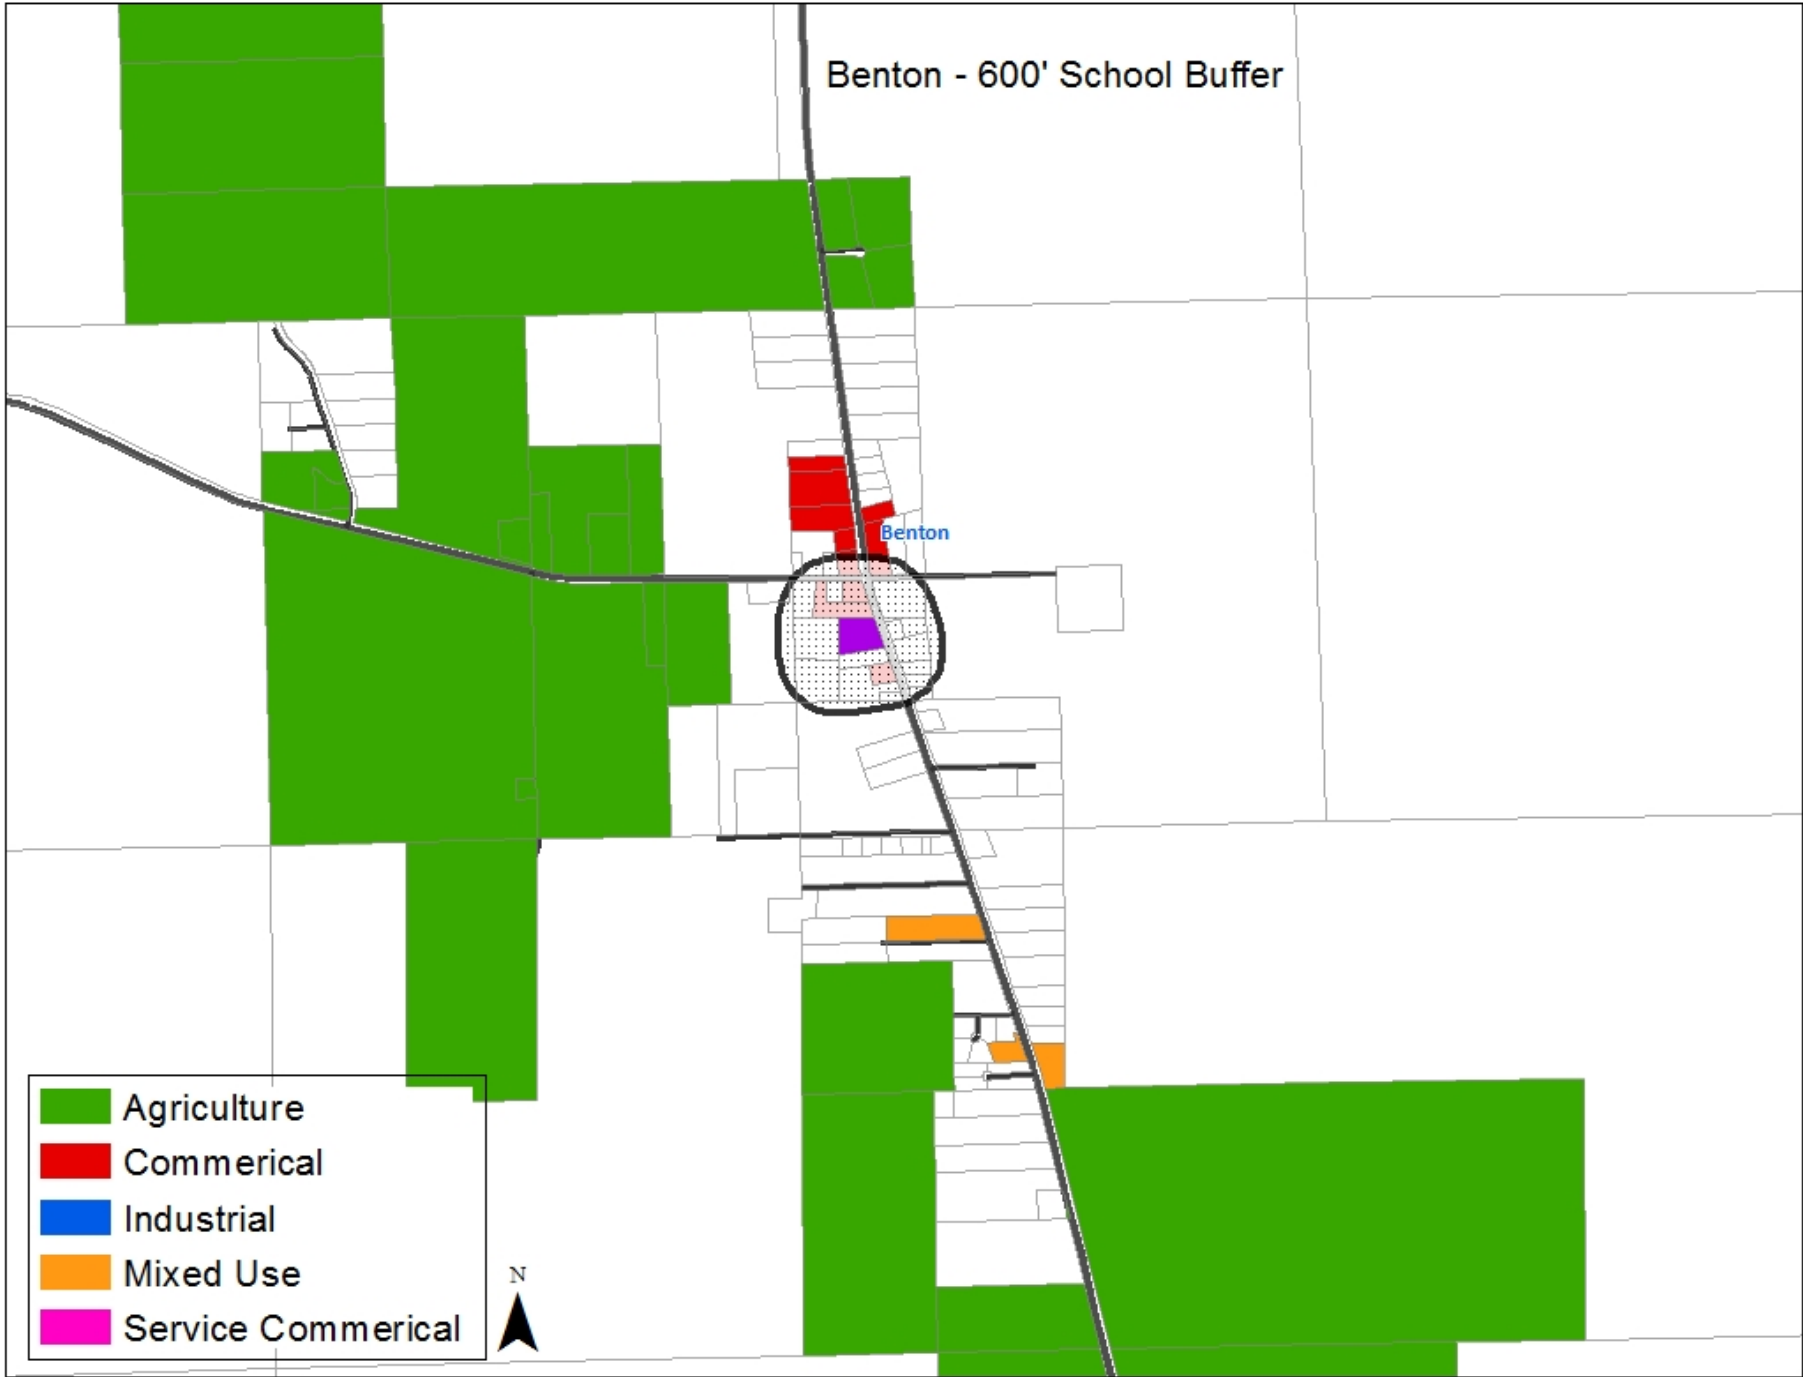 Benton - 600' School Buffer
Benton
Agriculture
Commerical
Industrial
Mixed Use
Service Commerical
N